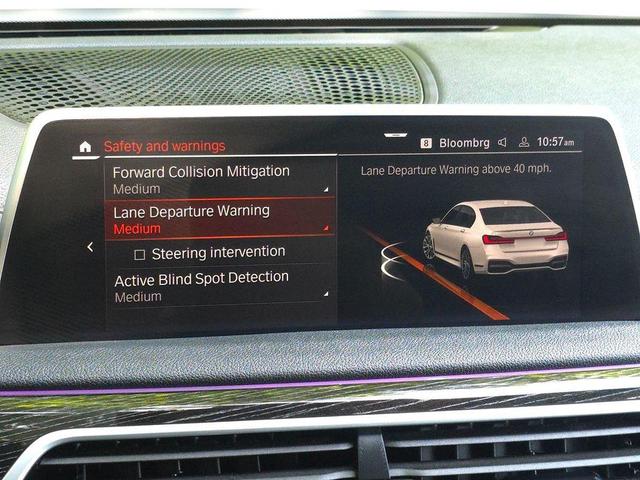 Safety and warnings
8 Bloombrg 10:57am
Forward Collision Mitigation
Medium
Lane Departure Warning
Medium
Steering intervention
Active Blind Spot Detection
Medium
Lane Departure Warning above 40 mph.